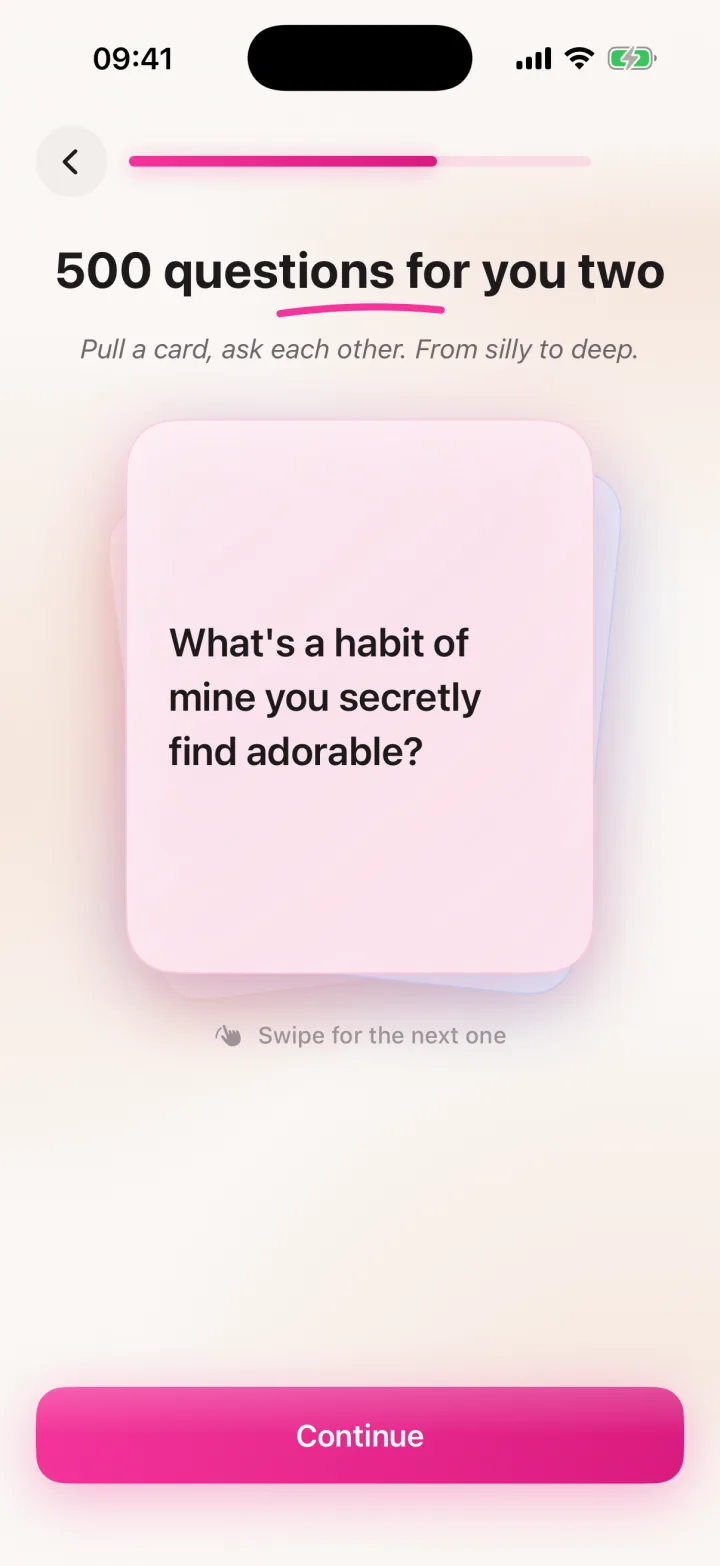 09:41
500 questions for you two
Pull a card, ask each other. From silly to deep.
What's a habit of
mine you secretly
find adorable?
Swipe for the next one
Continue